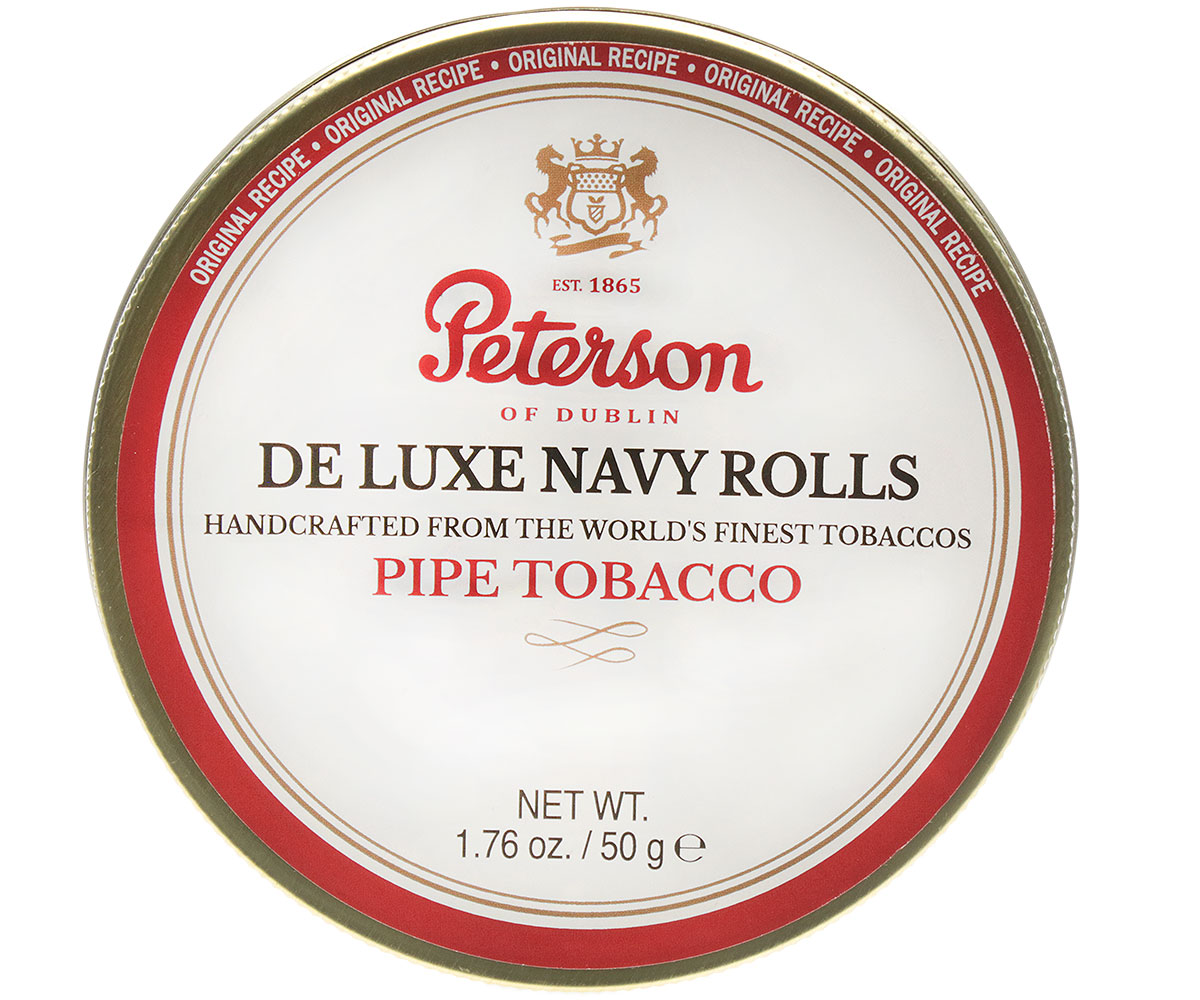 ORIGINAL RECIPE • ORIGINAL RECIPE • ORIGINAL RECIPE • ORIGINAL RECIPE • ORIGINAL RECIPE
EST. 1865
Peterson
OF DUBLIN
DE LUXE NAVY ROLLS
HANDCRAFTED FROM THE WORLD'S FINEST TOBACCOS
PIPE TOBACCO
NET WT.
1.76 oz. / 50 g ℮